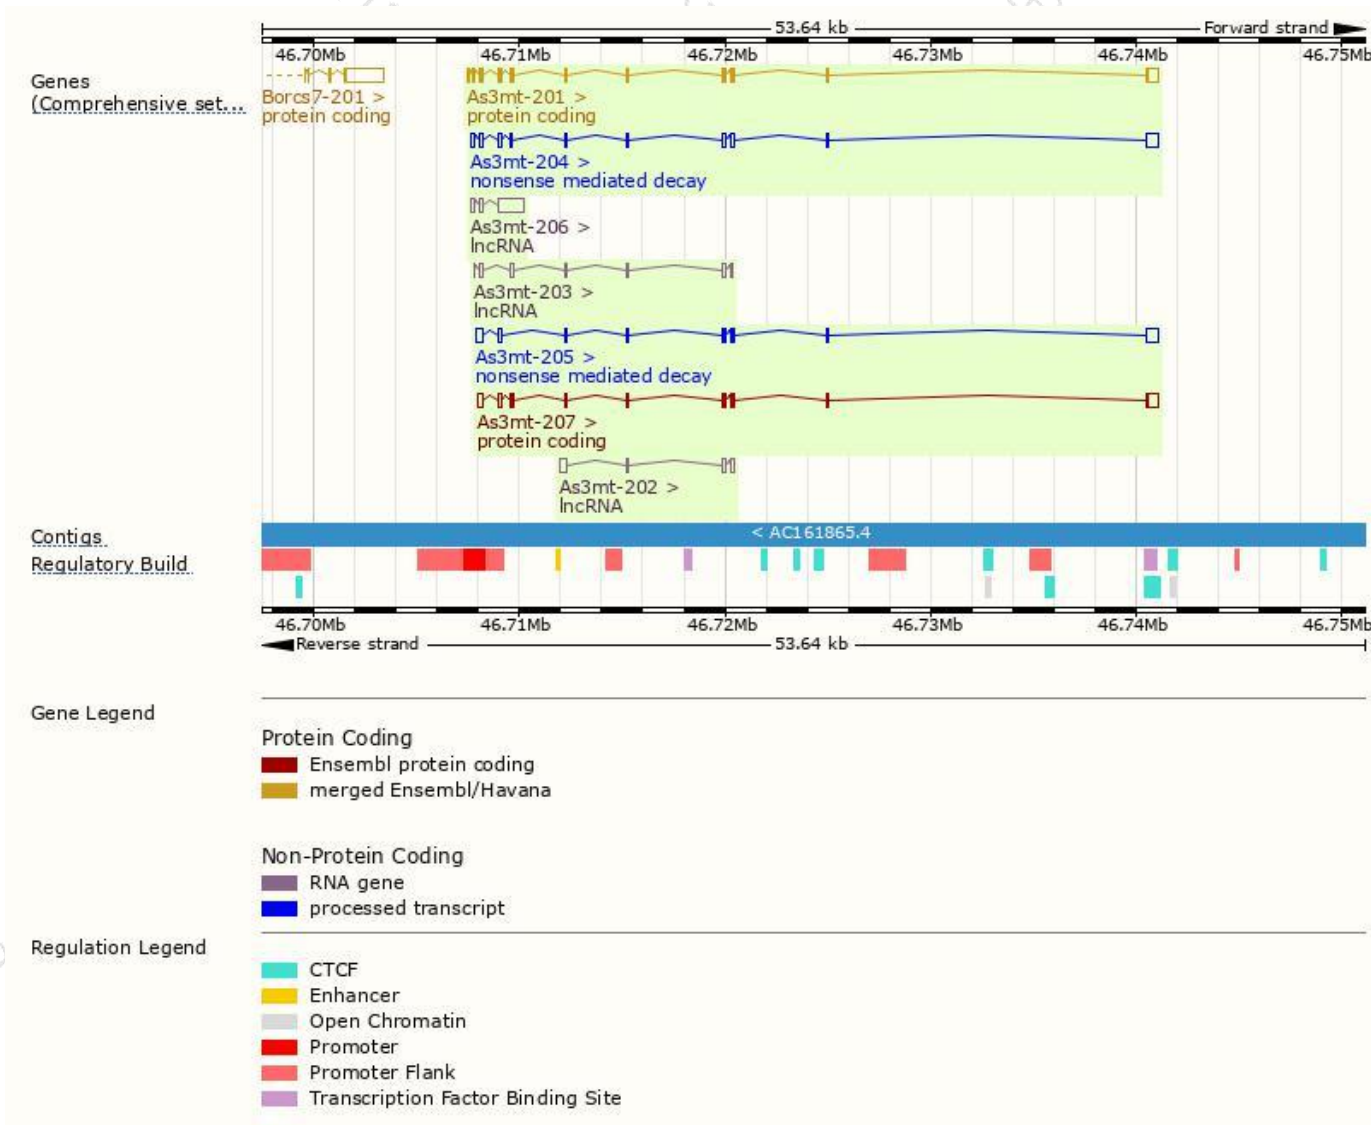 53.64 kb Forward strand
46.70Mb 46.71Mb 46.72Mb 46.73Mb 46.74Mb 46.75Mb
Genes
(Comprehensive set...
Borcs7-201 >
protein coding
As3mt-201 >
protein coding
As3mt-204 >
nonsense mediated decay
As3mt-206 >
lncRNA
As3mt-203 >
lncRNA
As3mt-205 >
nonsense mediated decay
As3mt-207 >
protein coding
As3mt-202 >
lncRNA
Contigs < AC161865.4
Regulatory Build
46.70Mb 46.71Mb 46.72Mb 46.73Mb 46.74Mb 46.75Mb
Reverse strand 53.64 kb
Gene Legend
Protein Coding
Ensembl protein coding
merged Ensembl/Havana
Non-Protein Coding
RNA gene
processed transcript
Regulation Legend
CTCF
Enhancer
Open Chromatin
Promoter
Promoter Flank
Transcription Factor Binding Site